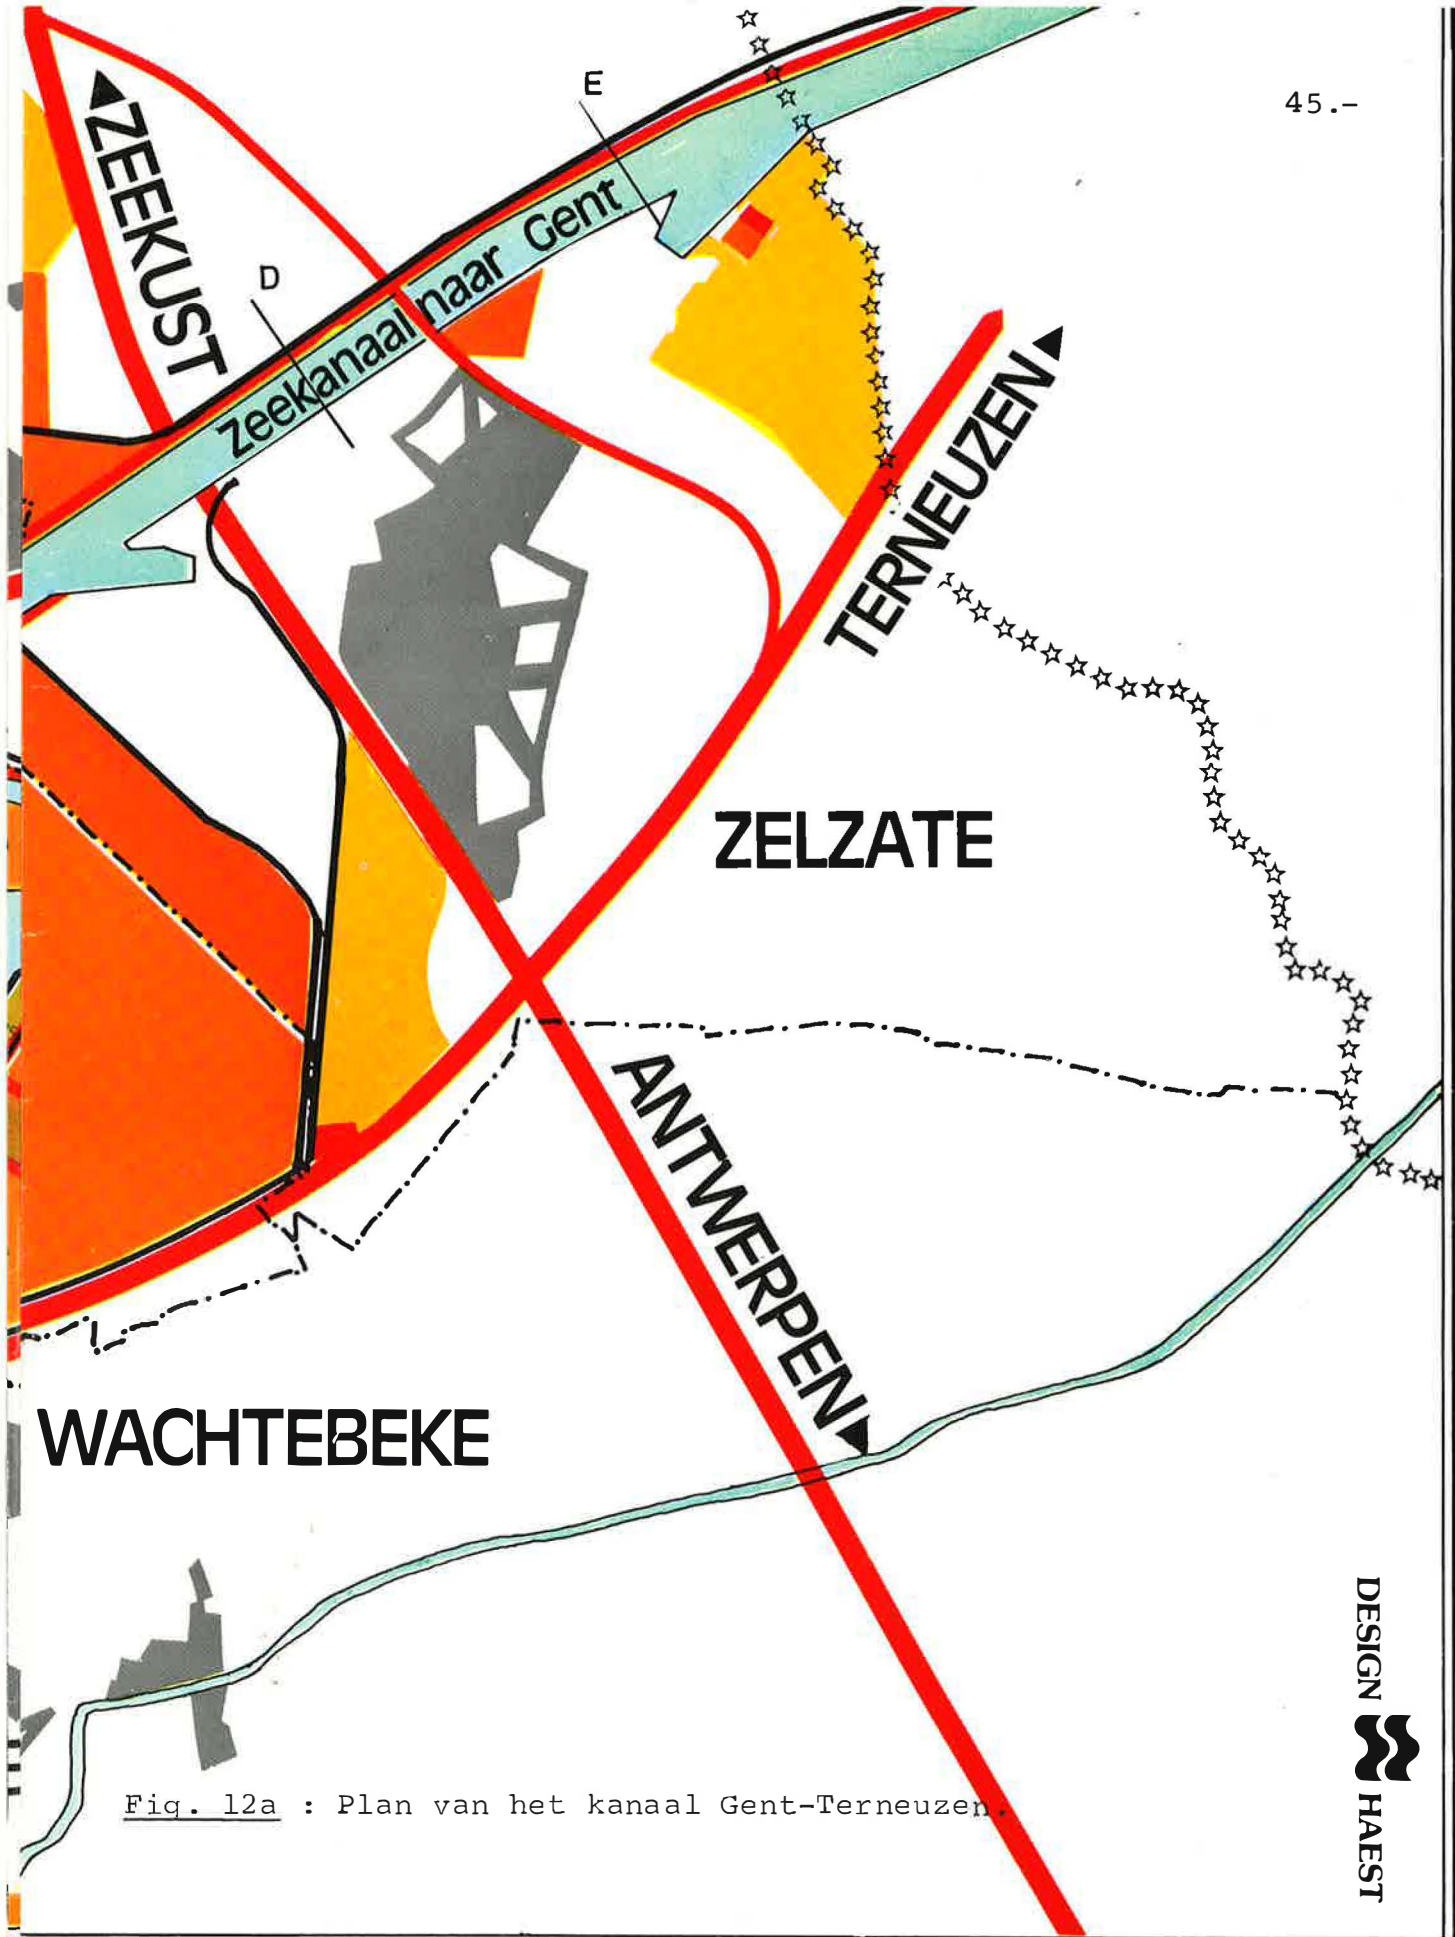 45.-
E
ZEEKUST
D
Zeekanaal naar Gent
TERNEUZEN
ZELZATE
ANTWERPEN
WACHTEBEKE
DESIGN HAEST
Fig. 12a : Plan van het kanaal Gent-Terneuzen.